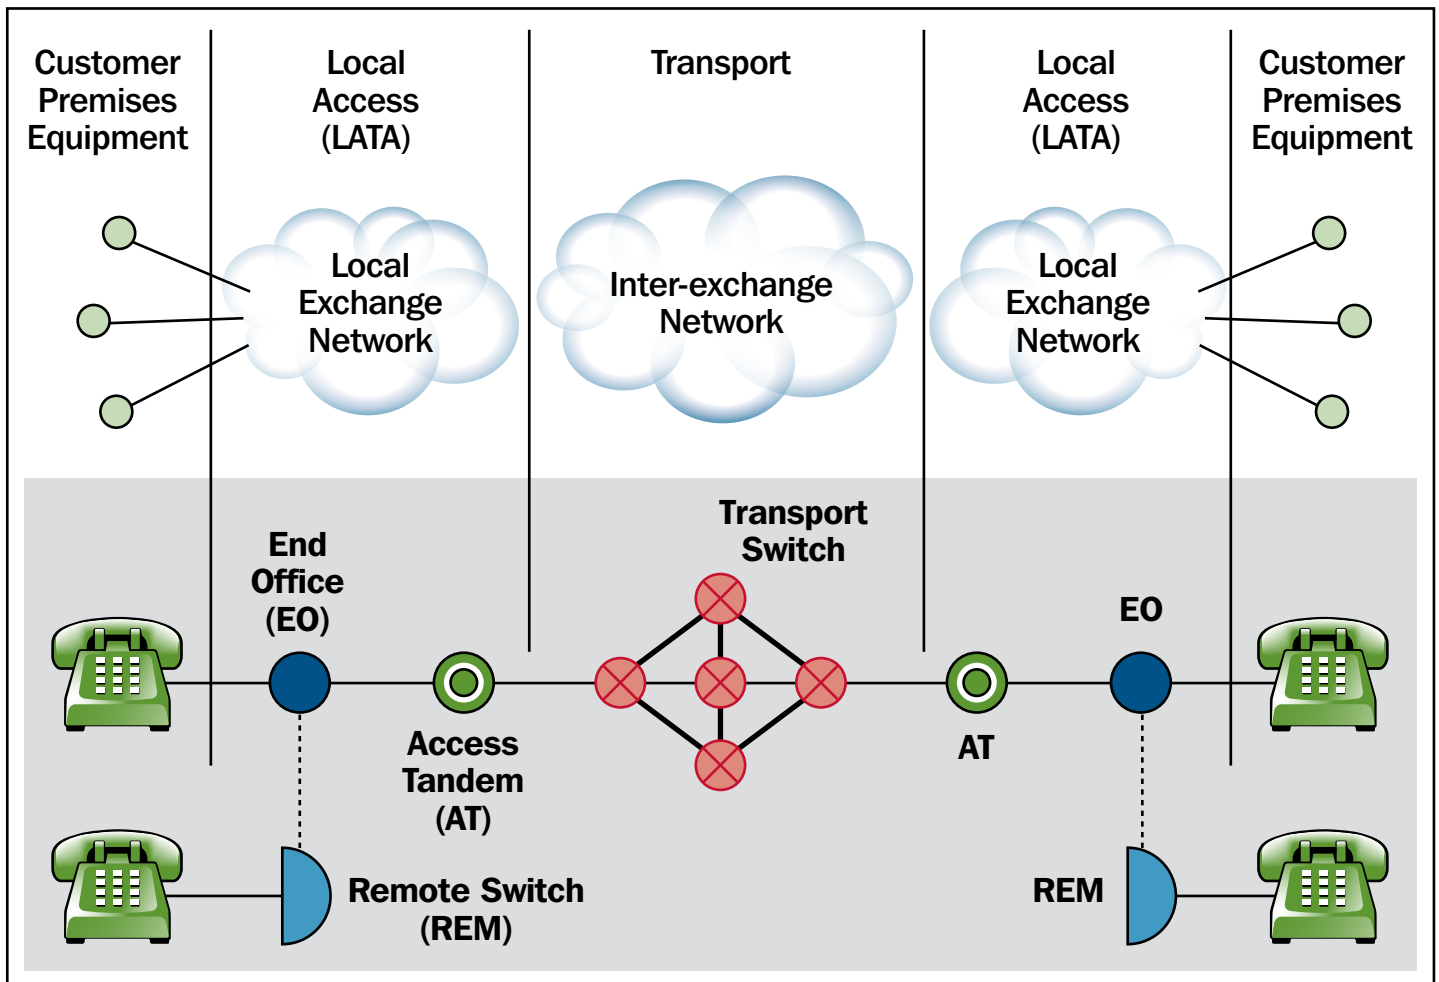 Customer
Premises
Equipment
Local
Access
(LATA)
Transport
Local
Access
(LATA)
Customer
Premises
Equipment
Local
Exchange
Network
Inter-exchange
Network
Local
Exchange
Network
Transport
Switch
End
Office
(EO)
EO
Access
Tandem
(AT)
AT
Remote Switch
(REM)
REM